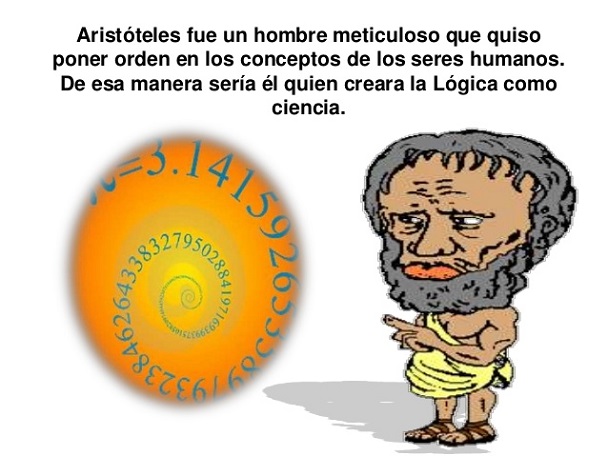 Aristóteles fue un hombre meticuloso que quiso
poner orden en los conceptos de los seres humanos.
De esa manera sería él quien creara la Lógica como
ciencia.
π=3.14159265358979323846264338327950288419716939937510